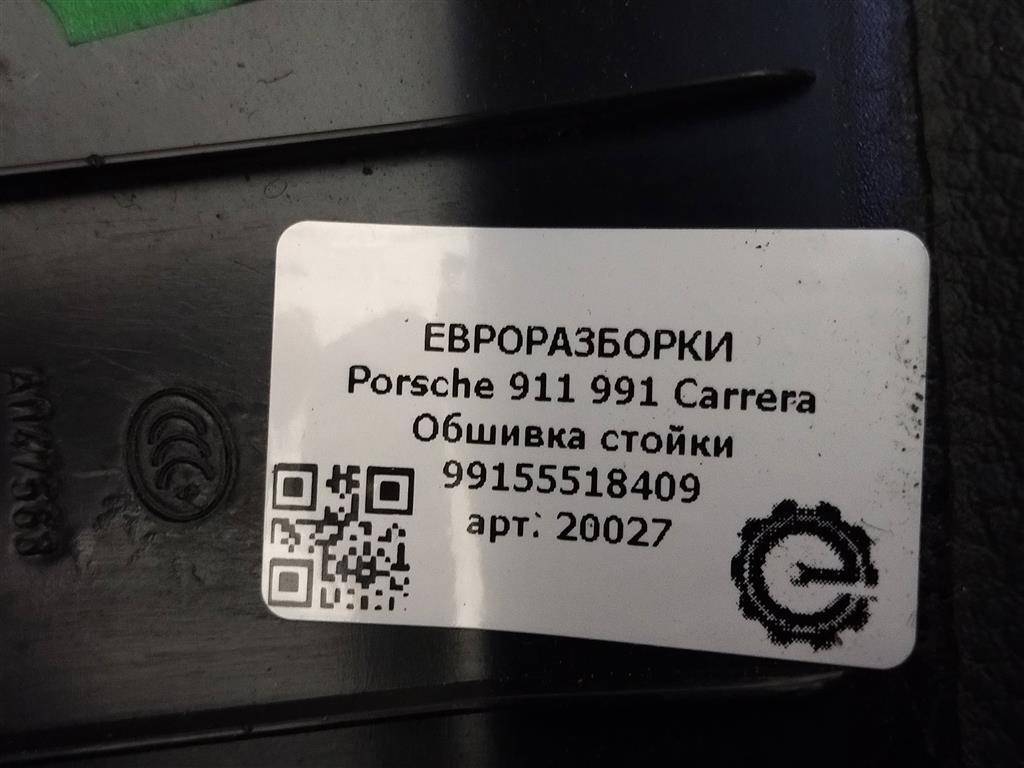 ЕВРОРАЗБОРКИ
Porsche 911 991 Carrera
Обшивка стойки
99155518409
арт: 20027